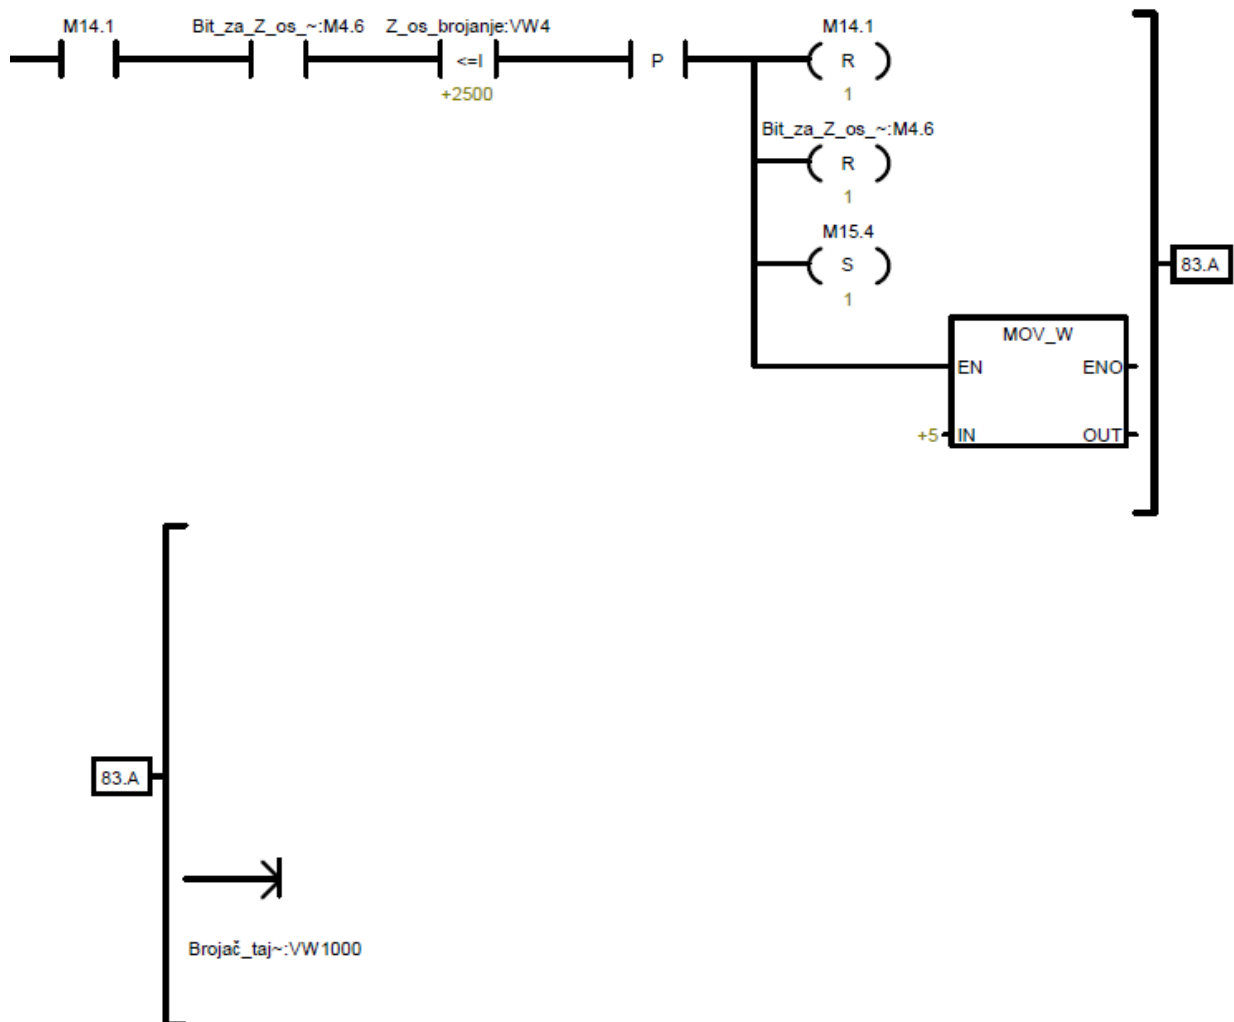 M14.1
Bit_za_Z_os_~:M4.6
Z_os_brojanje:VW4
M14.1
<=I
P
R
+2500
1
Bit_za_Z_os_~:M4.6
R
1
M15.4
S
1
83.A
MOV_W
EN
ENO
+5
IN
OUT
83.A
Brojač_taj~:VW1000